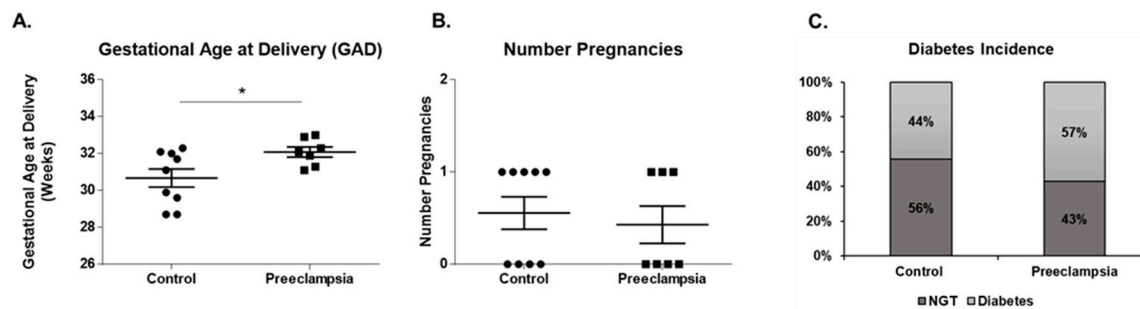 A.
Gestational Age at Delivery (GAD)
Gestational Age at Delivery
(Weeks)
36
34
32
30
28
26
*
Control
Preeclampsia
B.
Number Pregnancies
Number Pregnancies
2
1
0
Control
Preeclampsia
C.
Diabetes Incidence
100%
80%
60%
40%
20%
0%
44%
56%
57%
43%
Control
Preeclampsia
NGT
Diabetes